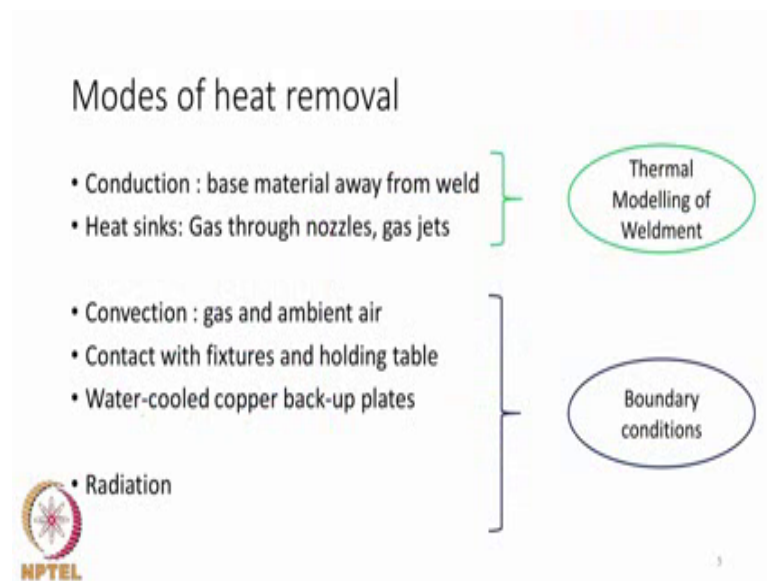 Modes of heat removal
• Conduction : base material away from weld
• Heat sinks: Gas through nozzles, gas jets
Thermal
Modelling of
Weldment
• Convection : gas and ambient air
• Contact with fixtures and holding table
• Water-cooled copper back-up plates
• Radiation
Boundary
conditions
NPTEL